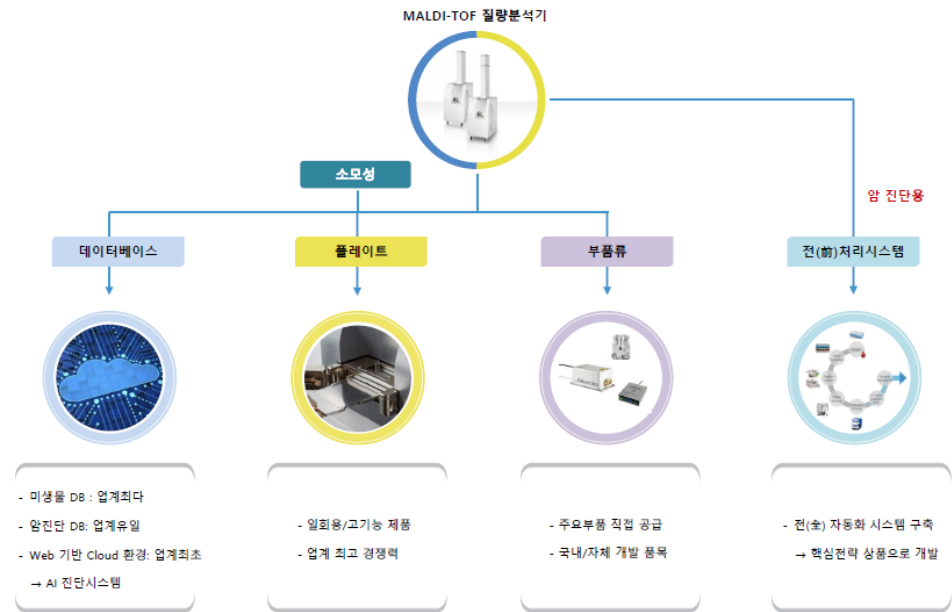 MALDI-TOF 질량분석기
소모성
암 진단용
데이터베이스
플레이트
부품류
전(前)처리시스템
- 미생물 DB : 업계최다
- 암진단 DB: 업계유일
- Web 기반 Cloud 환경: 업계최초
→ AI 진단시스템
- 일회용/고기능 제품
- 업계 최고 경쟁력
- 주요부품 직접 공급
- 국내/자체 개발 품목
- 전(全) 자동화 시스템 구축
→ 핵심전략 상품으로 개발